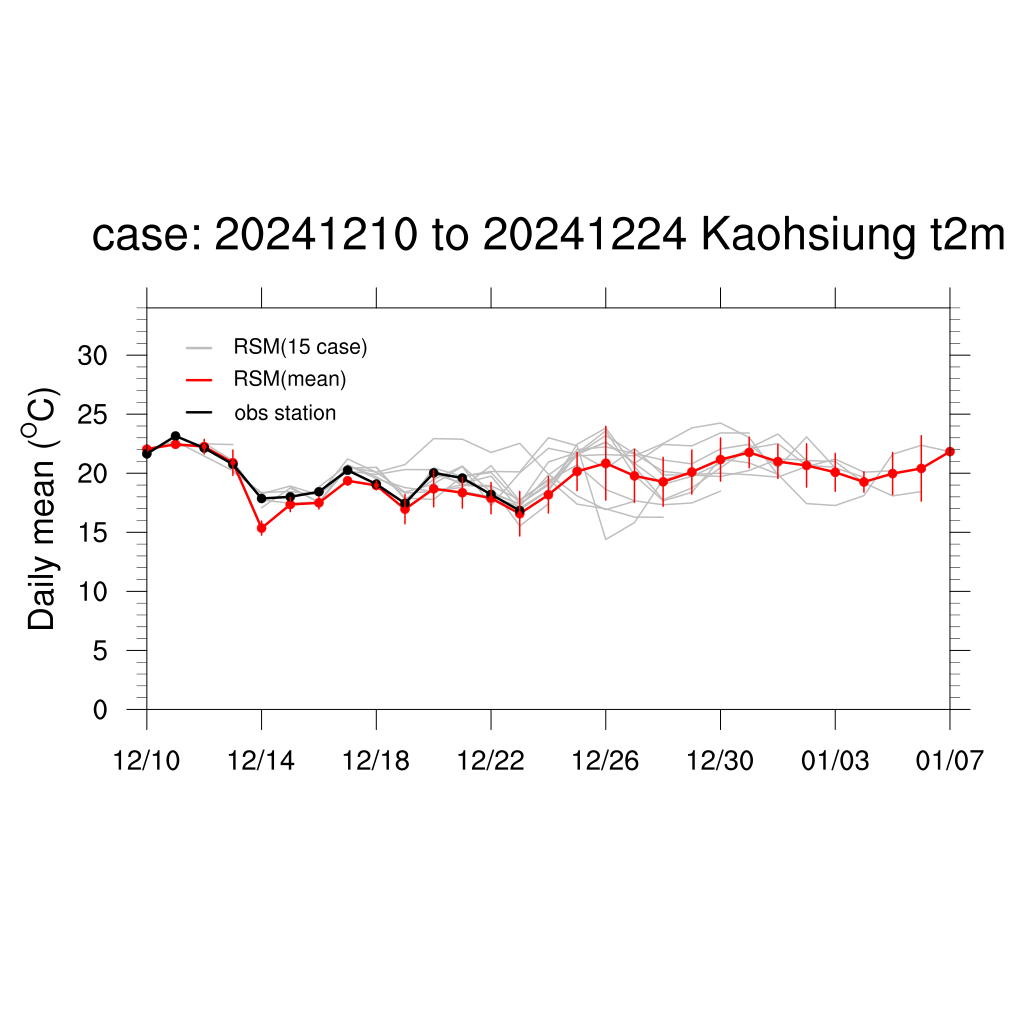 case: 20241210 to 20241224 Kaohsiung t2m
RSM(15 case)
RSM(mean)
obs station
Daily mean (OC)
30
25
20
15
10
5
0
12/10 12/14 12/18 12/22 12/26 12/30 01/03 01/07